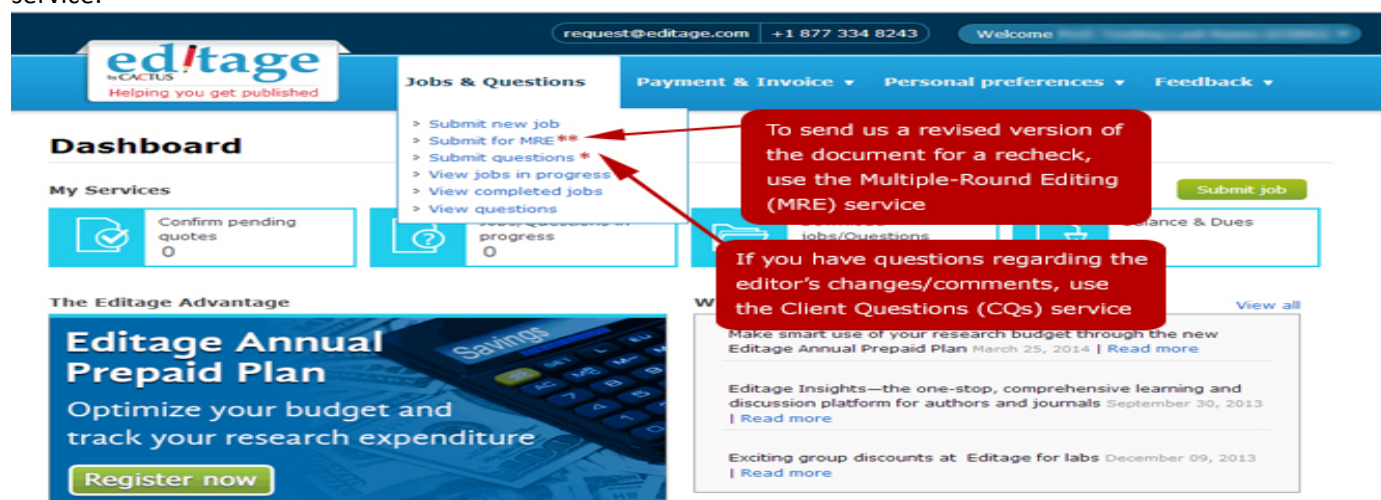 service.
request@editage.com | +1 877 334 8243
Welcome
editage
by CACTUS
Helping you get published
Jobs & Questions
Payment & Invoice ▾
Personal preferences ▾
Feedback ▾
> Submit new job
> Submit for MRE**
> Submit questions *
> View jobs in progress
> View completed jobs
> View questions
To send us a revised version of
the document for a recheck,
use the Multiple-Round Editing
(MRE) service
Dashboard
My Services
Submit job
Confirm pending
quotes
0
progress
0
jobs/Questions
Balance & Dues
If you have questions regarding the
editor's changes/comments, use
the Client Questions (CQs) service
The Editage Advantage
View all
Editage Annual
Prepaid Plan
Optimize your budget and
track your research expenditure
Register now
Savings
Make smart use of your research budget through the new
Editage Annual Prepaid Plan March 25, 2014 | Read more
Editage Insights—the one-stop, comprehensive learning and
discussion platform for authors and journals September 30, 2013
| Read more
Exciting group discounts at Editage for labs December 09, 2013
| Read more